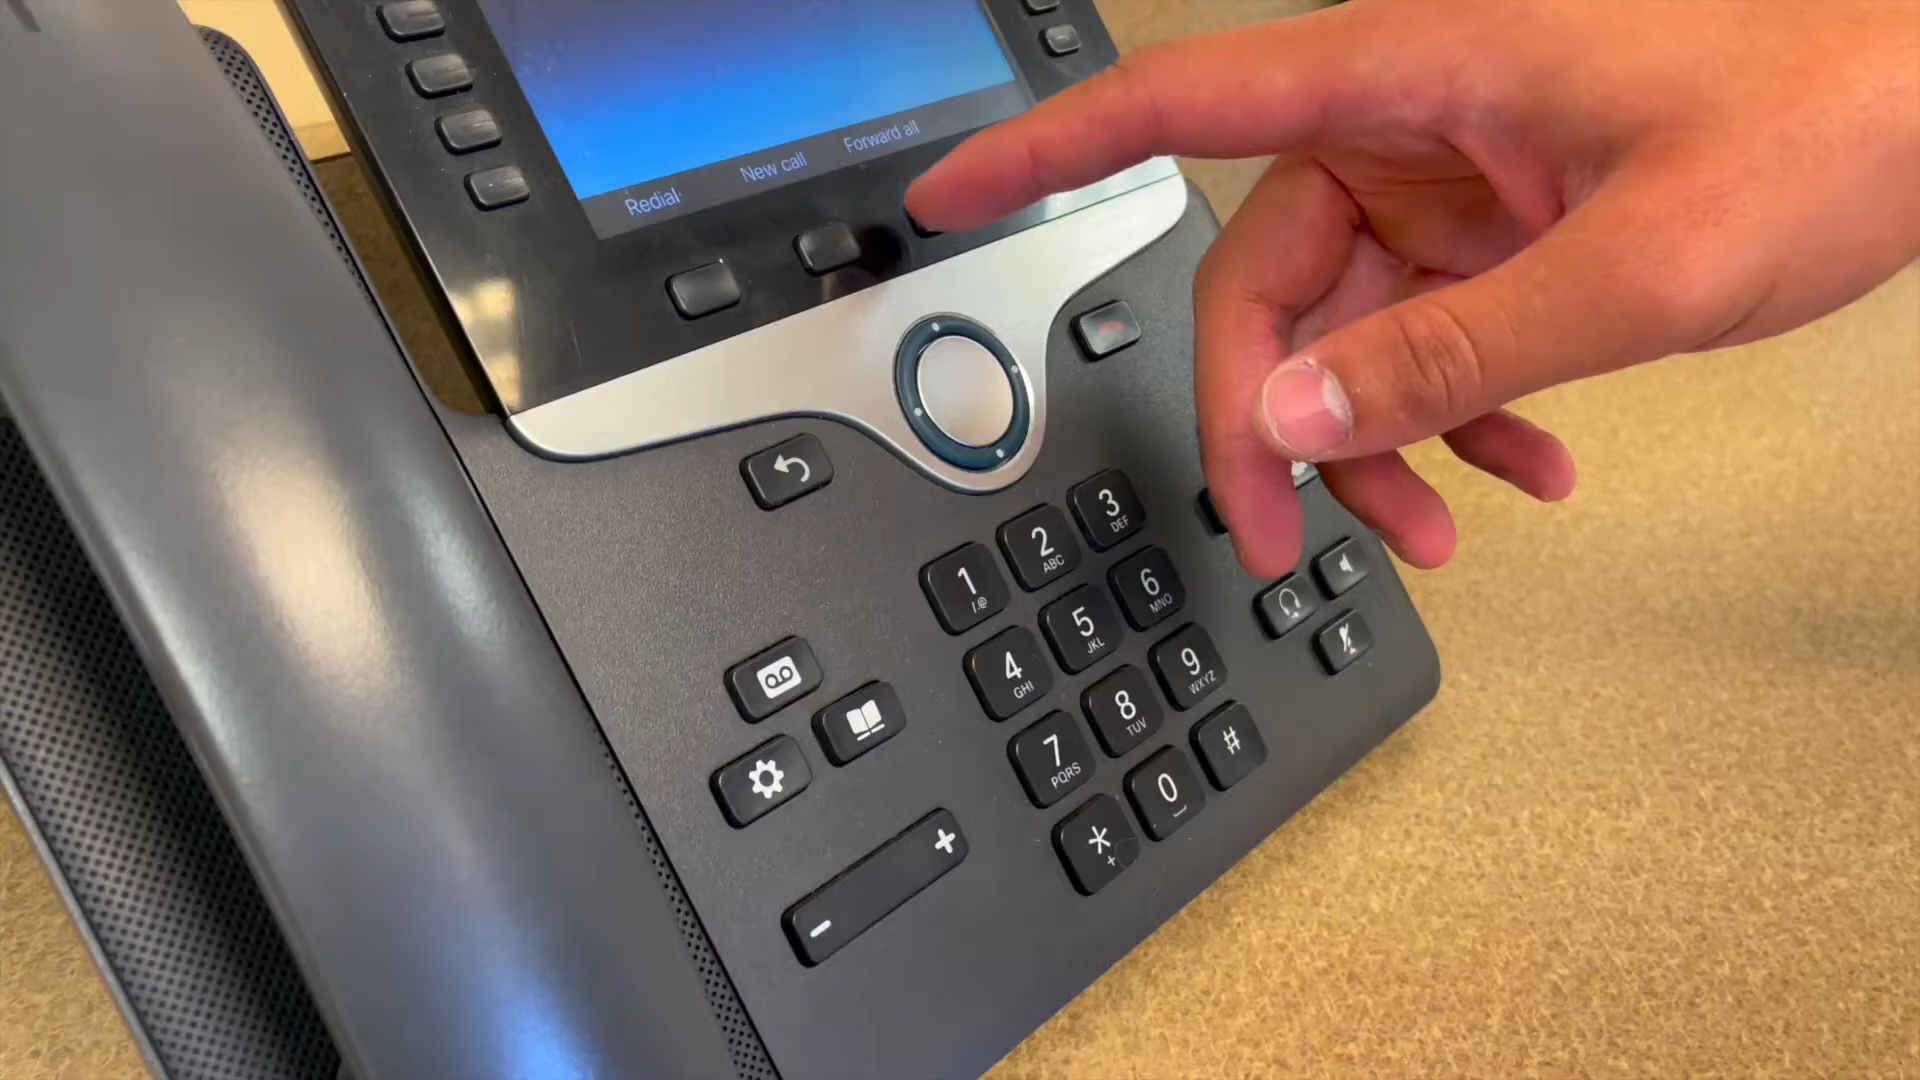 Redial
New call
Forward all
1
/.@
2
ABC
3
DEF
4
GHI
5
JKL
6
MNO
7
PQRS
8
TUV
9
WXYZ
*
+
0
#
-
+